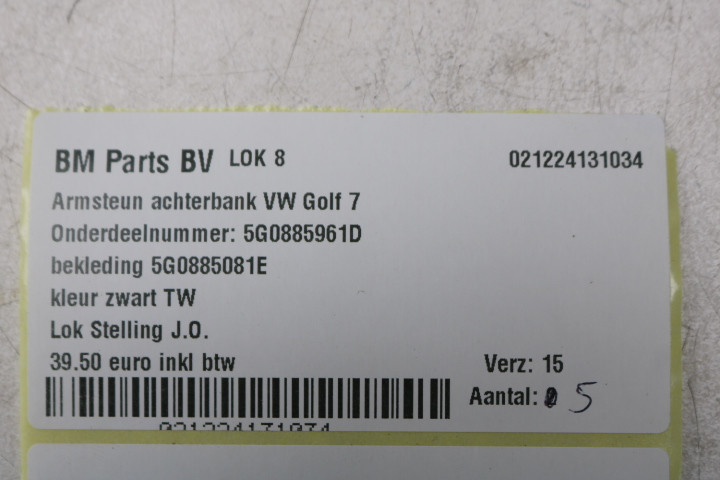 BM Parts BV LOK 8 021224131034
Armsteun achterbank VW Golf 7
Onderdeelnummer: 5G0885961D
bekleding 5G0885081E
kleur zwart TW
Lok Stelling J.O.
39.50 euro inkl btw Verz: 15
Aantal: 5